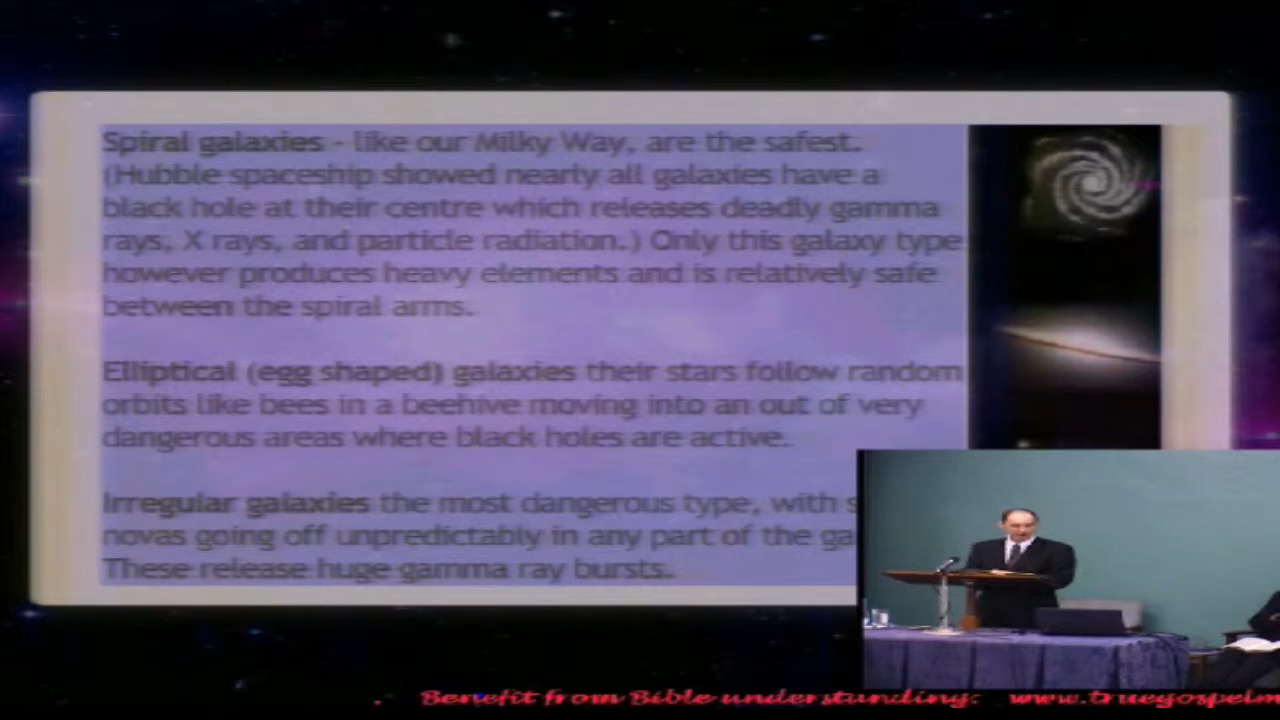 Spiral galaxies - like our Milky Way, are the safest.
(Hubble spaceship showed nearly all galaxies have a
black hole at their centre which releases deadly gamma
rays, X rays, and particle radiation.) Only this galaxy type
however produces heavy elements and is relatively safe
between the spiral arms.
Elliptical (egg shaped) galaxies their stars follow random
orbits like bees in a beehive moving into an out of very
dangerous areas where black holes are active.
Irregular galaxies the most dangerous type, with s
novas going off unpredictably in any part of the ga
These release huge gamma ray bursts.
. Benefit from Bible understanding: www.truegospelm